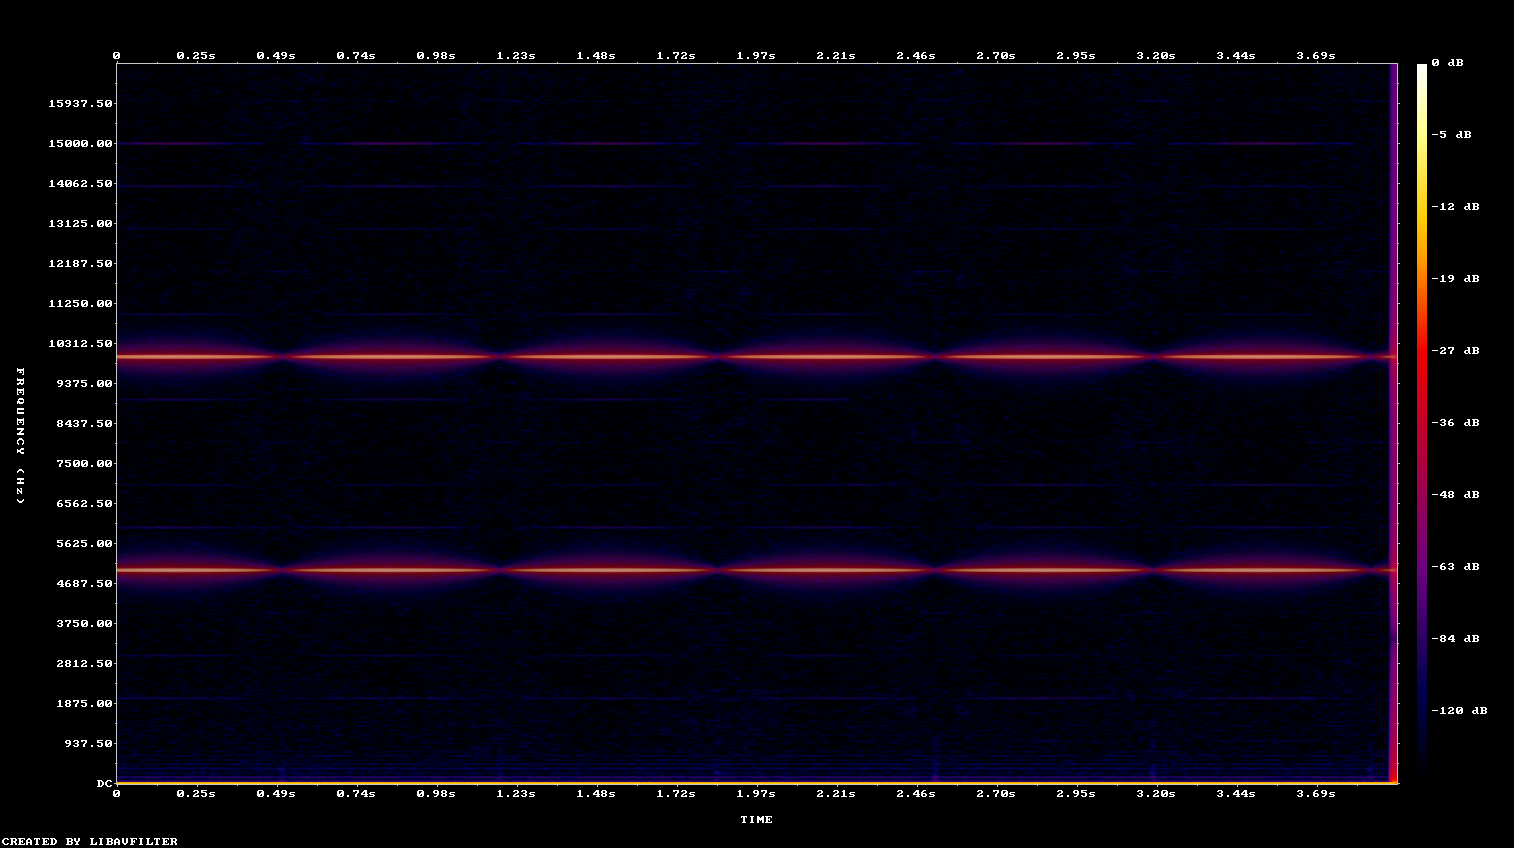 0 0.25s 0.49s 0.74s 0.98s 1.23s 1.48s 1.72s 1.97s 2.21s 2.46s 2.70s 2.95s 3.20s 3.44s 3.69s
0 dB
15937.50
-5 dB
15000.00
14062.50
-12 dB
13125.00
12187.50
-19 dB
11250.00
10312.50
-27 dB
9375.00
8437.50
-36 dB
7500.00
-48 dB
6562.50
5625.00
-63 dB
4687.50
3750.00
-84 dB
2812.50
1875.00
-120 dB
937.50
DC
FREQUENCY (Hz)
0 0.25s 0.49s 0.74s 0.98s 1.23s 1.48s 1.72s 1.97s 2.21s 2.46s 2.70s 2.95s 3.20s 3.44s 3.69s
TIME
CREATED BY LIBAVFILTER